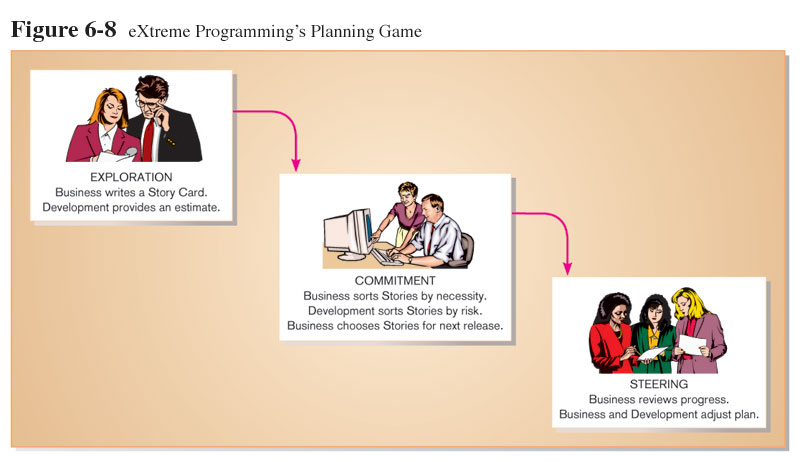 Figure 6-8 eXtreme Programming’s Planning Game
EXPLORATION
Business writes a Story Card.
Development provides an estimate.
COMMITMENT
Business sorts Stories by necessity.
Development sorts Stories by risk.
Business chooses Stories for next release.
STEERING
Business reviews progress.
Business and Development adjust plan.